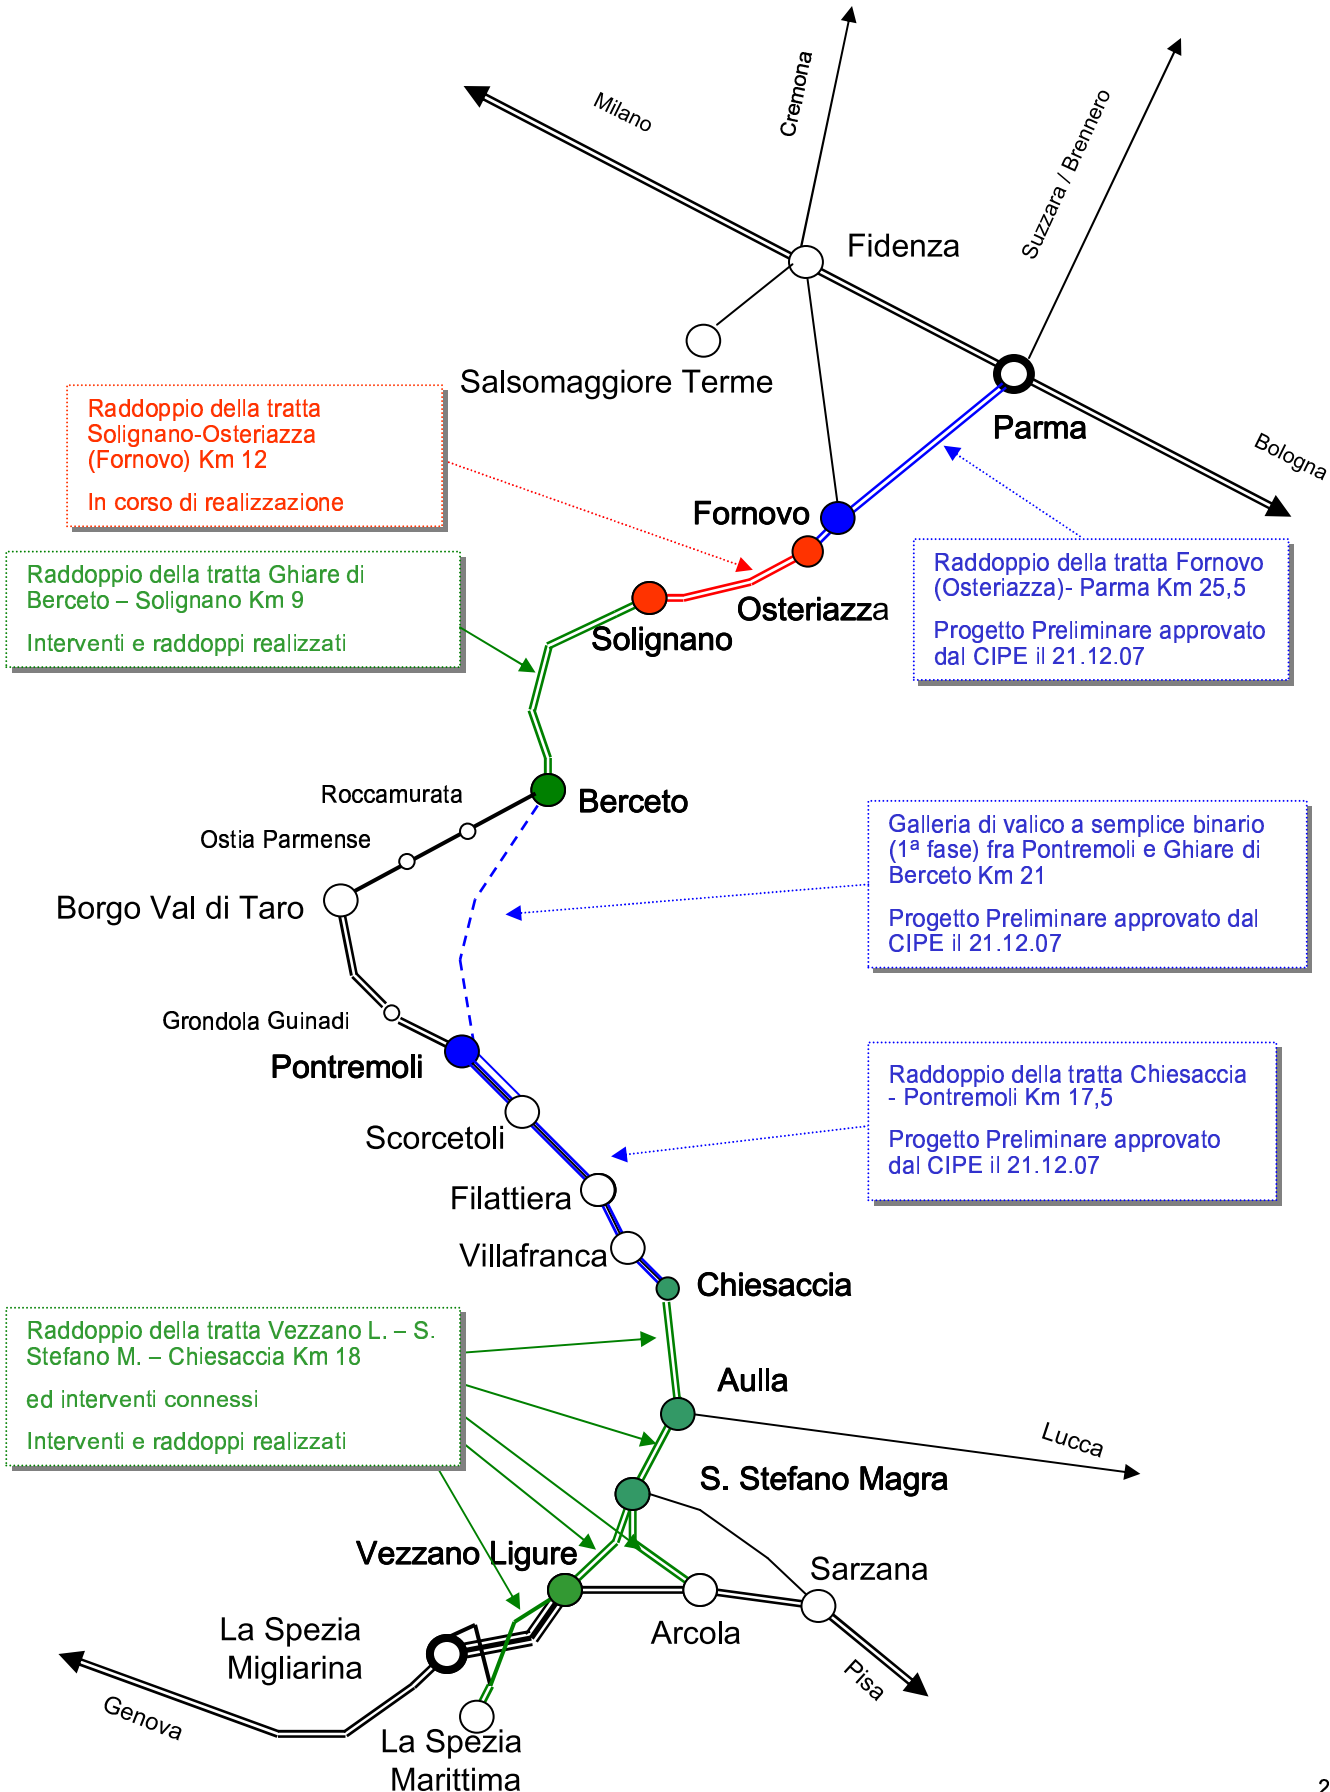 Milano
Cremona
Suzzara / Brennero
Fidenza
Salsomaggiore Terme
Parma
Bologna
Raddoppio della tratta
Solignano-Osteriazza
(Fornovo) Km 12
In corso di realizzazione
Fornovo
Raddoppio della tratta Fornovo
(Osteriazza)- Parma Km 25,5
Progetto Preliminare approvato
dal CIPE il 21.12.07
Raddoppio della tratta Ghiare di
Berceto – Solignano Km 9
Interventi e raddoppi realizzati
Osteriazza
Solignano
Roccamurata
Berceto
Ostia Parmense
Borgo Val di Taro
Galleria di valico a semplice binario
(1ª fase) fra Pontremoli e Ghiare di
Berceto Km 21
Progetto Preliminare approvato dal
CIPE il 21.12.07
Grondola Guinadi
Pontremoli
Raddoppio della tratta Chiesaccia
- Pontremoli Km 17,5
Progetto Preliminare approvato
dal CIPE il 21.12.07
Scorcetoli
Filattiera
Villafranca
Chiesaccia
Raddoppio della tratta Vezzano L. – S.
Stefano M. – Chiesaccia Km 18
ed interventi connessi
Interventi e raddoppi realizzati
Aulla
Lucca
S. Stefano Magra
Vezzano Ligure
Sarzana
Arcola
La Spezia
Migliarina
Pisa
Genova
La Spezia
Marittima
2